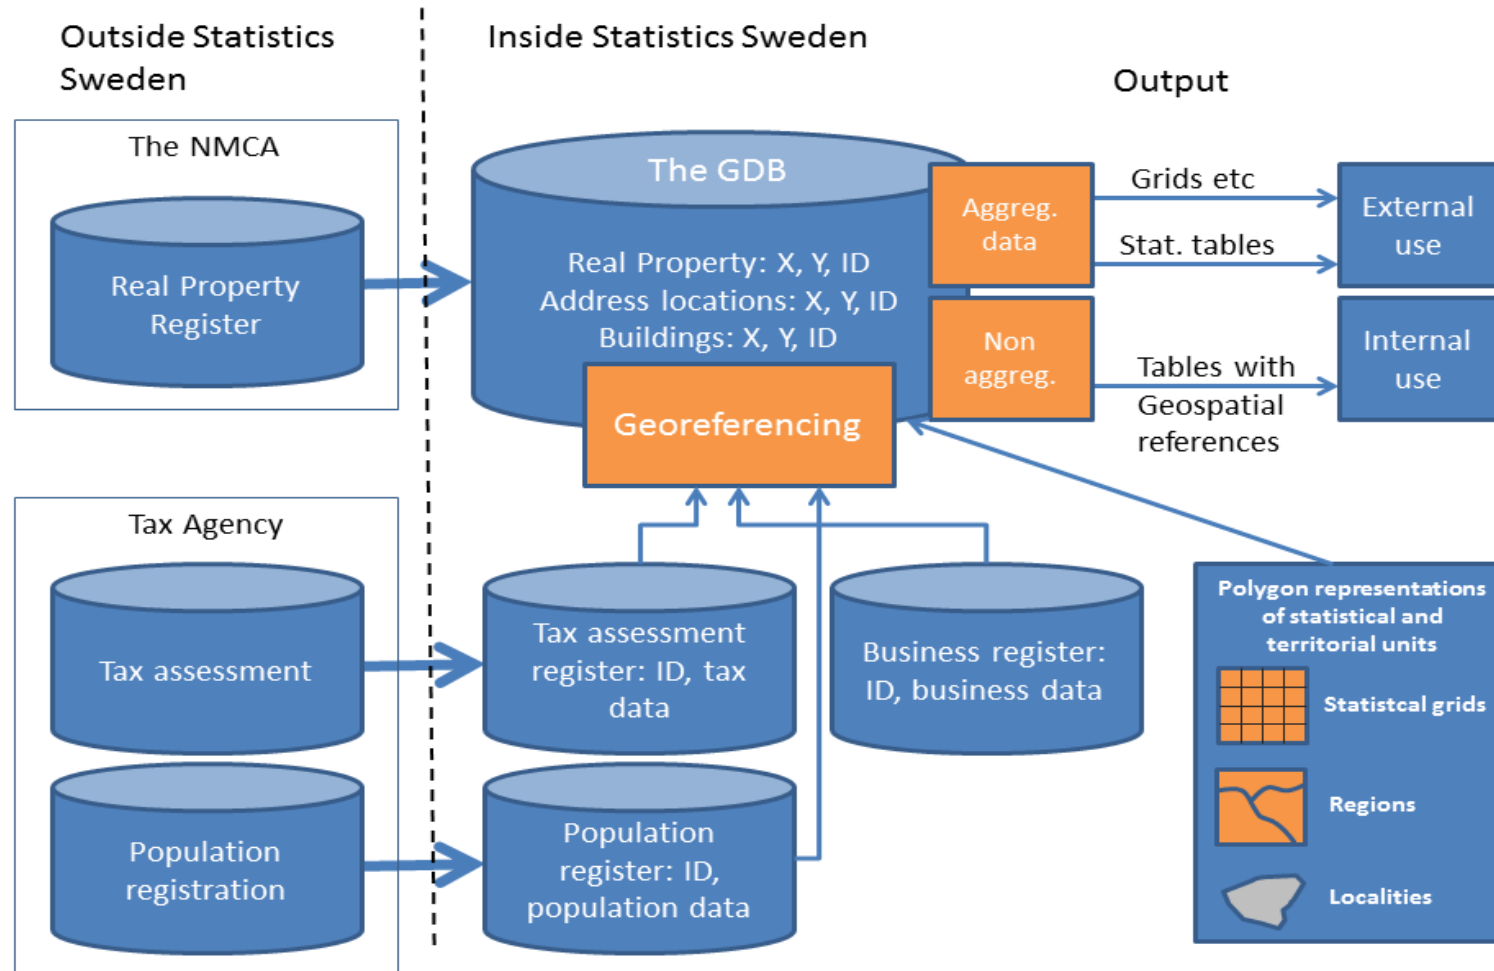 Outside Statistics
Sweden
Inside Statistics Sweden
Output
The NMCA
Real Property
Register
The GDB
Real Property: X, Y, ID
Address locations: X, Y, ID
Buildings: X, Y, ID
Georeferencing
Aggreg.
data
Non
aggreg.
Grids etc
Stat. tables
Tables with
Geospatial
references
External
use
Internal
use
Tax Agency
Tax assessment
Population
registration
Tax assessment
register: ID, tax
data
Population
register: ID,
population data
Business register:
ID, business data
Polygon representations
of statistical and
territorial units
Statistcal grids
Regions
Localities